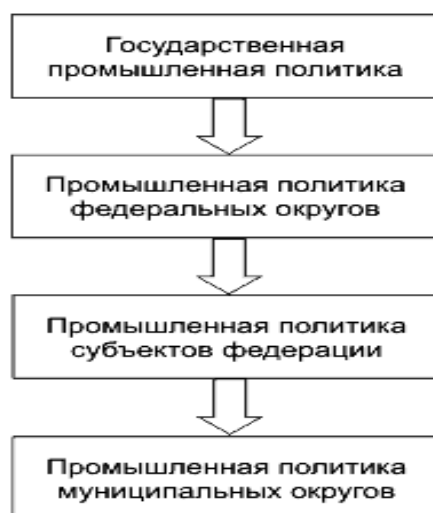 Государственная
промышленная политика
Промышленная политика
федеральных округов
Промышленная политика
субъектов федерации
Промышленная политика
муниципальных округов